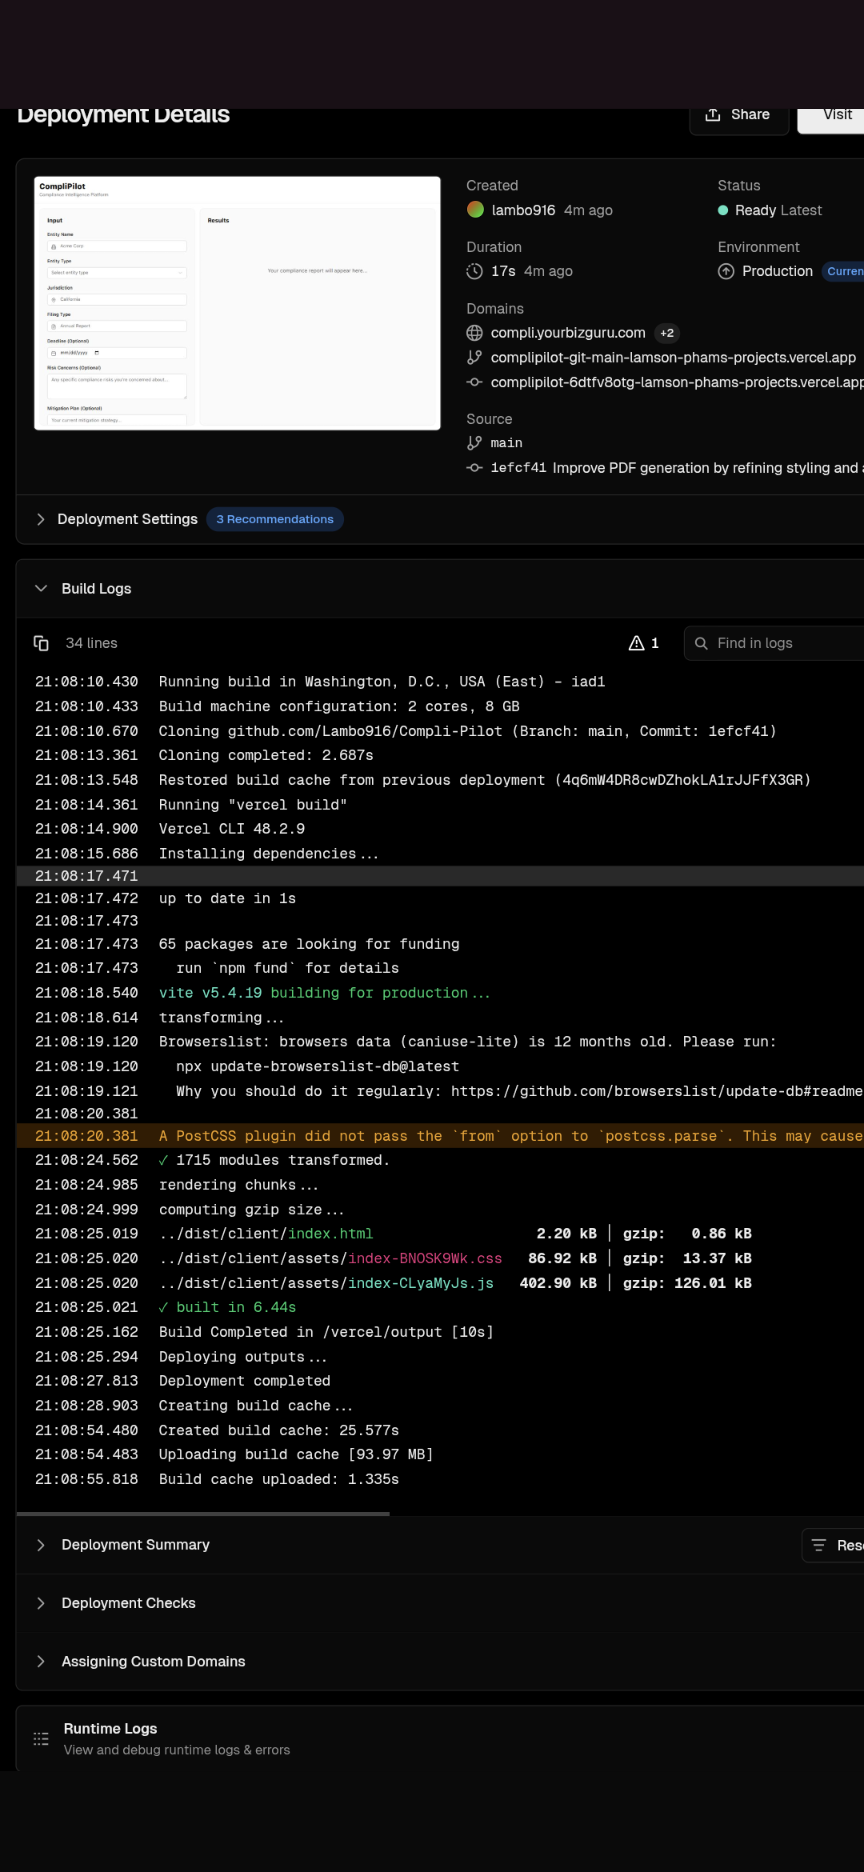 Deployment Details
Share
Visit
CompliPilot
Compliance Intelligence Platform
Input
Entity Name
Acme Corp
Entity Type
Select entity type
Jurisdiction
California
Filing Type
Annual Report
Deadline (Optional)
mm/dd/yyyy
Risk Concerns (Optional)
Any specific compliance risks you're concerned about...
Mitigation Plan (Optional)
Your current mitigation strategy...
Results
Your compliance report will appear here...
Created
lambo916 4m ago
Status
Ready Latest
Duration
17s 4m ago
Environment
Production Curren
Domains
compli.yourbizguru.com +2
complipilot-git-main-lamson-phams-projects.vercel.app
complipilot-6dtfv8otg-lamson-phams-projects.vercel.app
Source
main
1efcf41 Improve PDF generation by refining styling and a
Deployment Settings 3 Recommendations
Build Logs
34 lines
1
Find in logs
21:08:10.430 Running build in Washington, D.C., USA (East) – iad1
21:08:10.433 Build machine configuration: 2 cores, 8 GB
21:08:10.670 Cloning github.com/Lambo916/Compli-Pilot (Branch: main, Commit: 1efcf41)
21:08:13.361 Cloning completed: 2.687s
21:08:13.548 Restored build cache from previous deployment (4q6mW4DR8cwDZhokLA1rJJFfX3GR)
21:08:14.361 Running "vercel build"
21:08:14.900 Vercel CLI 48.2.9
21:08:15.686 Installing dependencies...
21:08:17.471
21:08:17.472 up to date in 1s
21:08:17.473
21:08:17.473 65 packages are looking for funding
21:08:17.473 run `npm fund` for details
21:08:18.540 vite v5.4.19 building for production...
21:08:18.614 transforming...
21:08:19.120 Browserslist: browsers data (caniuse-lite) is 12 months old. Please run:
21:08:19.120 npx update-browserslist-db@latest
21:08:19.121 Why you should do it regularly: https://github.com/browserslist/update-db#readme
21:08:20.381
21:08:20.381 A PostCSS plugin did not pass the `from` option to `postcss.parse`. This may cause
21:08:24.562 ✓ 1715 modules transformed.
21:08:24.985 rendering chunks...
21:08:24.999 computing gzip size...
21:08:25.019 ../dist/client/index.html 2.20 kB │ gzip: 0.86 kB
21:08:25.020 ../dist/client/assets/index-BNOSK9Wk.css 86.92 kB │ gzip: 13.37 kB
21:08:25.020 ../dist/client/assets/index-CLyaMyJs.js 402.90 kB │ gzip: 126.01 kB
21:08:25.021 ✓ built in 6.44s
21:08:25.162 Build Completed in /vercel/output [10s]
21:08:25.294 Deploying outputs...
21:08:27.813 Deployment completed
21:08:28.903 Creating build cache...
21:08:54.480 Created build cache: 25.577s
21:08:54.483 Uploading build cache [93.97 MB]
21:08:55.818 Build cache uploaded: 1.335s
Deployment Summary
Reso
Deployment Checks
Assigning Custom Domains
Runtime Logs
View and debug runtime logs & errors